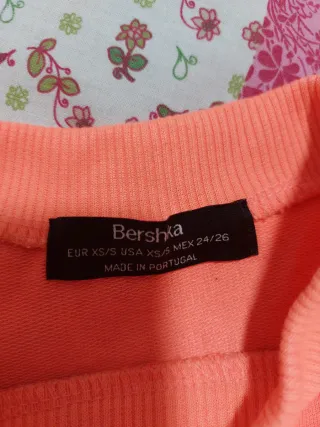 Bershka
EUR XS/S USA XS/S MEX 24/26
MADE IN PORTUGAL